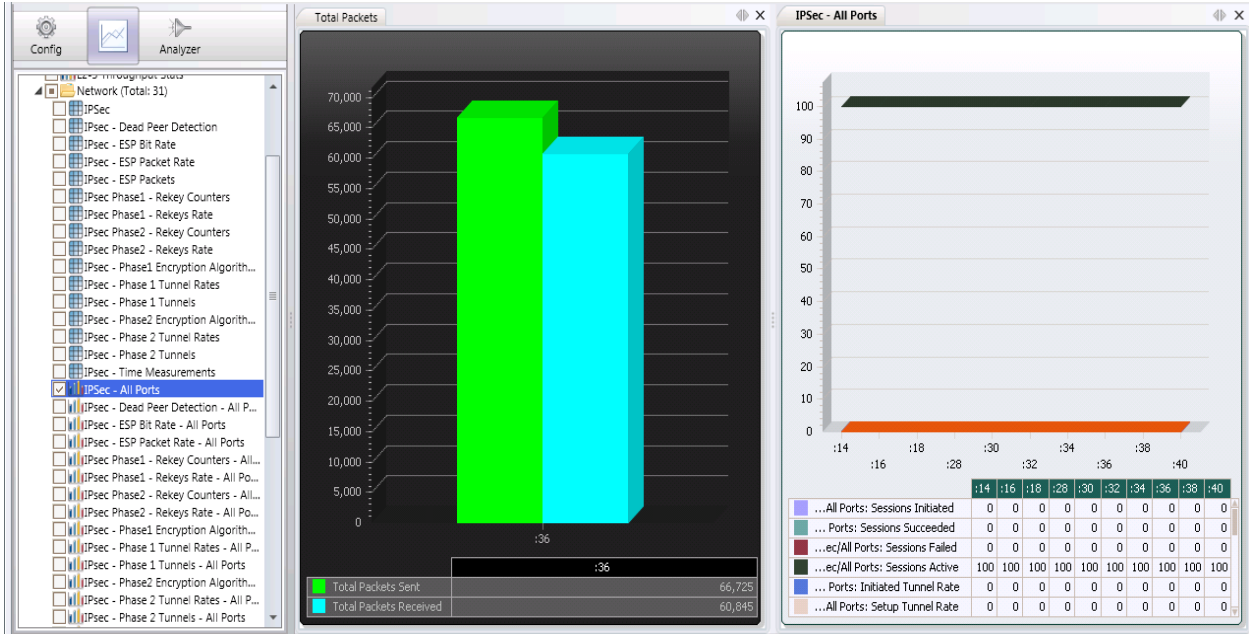 Config
Analyzer
L2-3 Throughput Stats
Network (Total: 31)
IPSec
IPsec - Dead Peer Detection
IPsec - ESP Bit Rate
IPsec - ESP Packet Rate
IPsec - ESP Packets
IPsec Phase1 - Rekey Counters
IPsec Phase1 - Rekeys Rate
IPsec Phase2 - Rekey Counters
IPsec Phase2 - Rekeys Rate
IPsec - Phase1 Encryption Algorith...
IPsec - Phase 1 Tunnel Rates
IPsec - Phase 1 Tunnels
IPsec - Phase2 Encryption Algorith...
IPsec - Phase 2 Tunnel Rates
IPsec - Phase 2 Tunnels
IPsec - Time Measurements
IPSec - All Ports
IPsec - Dead Peer Detection - All P...
IPsec - ESP Bit Rate - All Ports
IPsec - ESP Packet Rate - All Ports
IPsec Phase1 - Rekey Counters - All...
IPsec Phase1 - Rekeys Rate - All Po...
IPsec Phase2 - Rekey Counters - All...
IPsec Phase2 - Rekeys Rate - All Po...
IPsec - Phase1 Encryption Algorith...
IPsec - Phase 1 Tunnel Rates - All P...
IPsec - Phase 1 Tunnels - All Ports
IPsec - Phase2 Encryption Algorith...
IPsec - Phase 2 Tunnel Rates - All P...
IPsec - Phase 2 Tunnels - All Ports
Total Packets
70,000
65,000
60,000
55,000
50,000
45,000
40,000
35,000
30,000
25,000
20,000
15,000
10,000
5,000
0
:36
:36
Total Packets Sent 66,725
Total Packets Received 60,845
IPSec - All Ports
100
90
80
70
60
50
40
30
20
10
0
:14 :18 :30 :34 :38
:16 :28 :32 :36 :40
:14 :16 :18 :28 :30 :32 :34 :36 :38 :40
...All Ports: Sessions Initiated 0 0 0 0 0 0 0 0 0 0
... Ports: Sessions Succeeded 0 0 0 0 0 0 0 0 0 0
...ec/All Ports: Sessions Failed 0 0 0 0 0 0 0 0 0 0
...ec/All Ports: Sessions Active 100 100 100 100 100 100 100 100 100 100
... Ports: Initiated Tunnel Rate 0 0 0 0 0 0 0 0 0 0
...All Ports: Setup Tunnel Rate 0 0 0 0 0 0 0 0 0 0